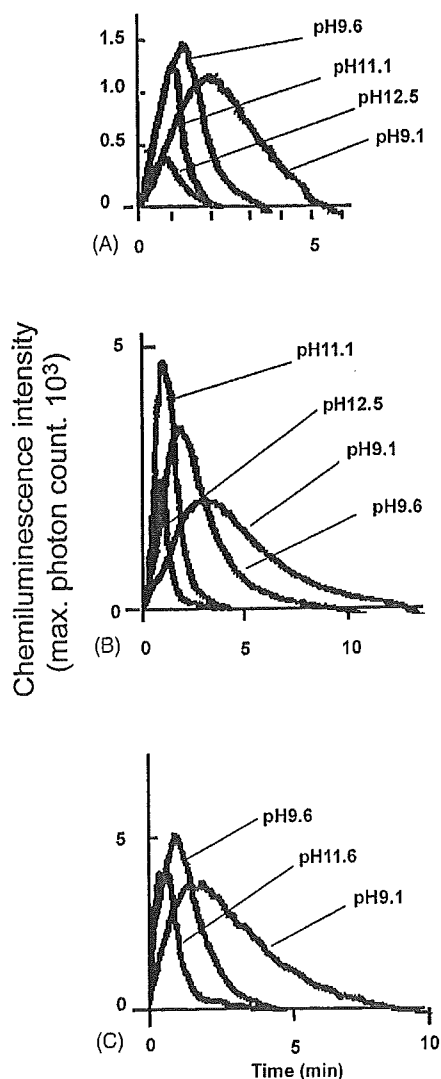 1.5
1.0
0.5
0
pH9.6
pH11.1
pH12.5
pH9.1
(A)
0
5
Chemiluminescence intensity
(max. photon count. 10³)
5
0
pH11.1
pH12.5
pH9.1
pH9.6
(B)
0
5
10
5
0
pH9.6
pH11.6
pH9.1
(C)
0
5
10
Time (min)